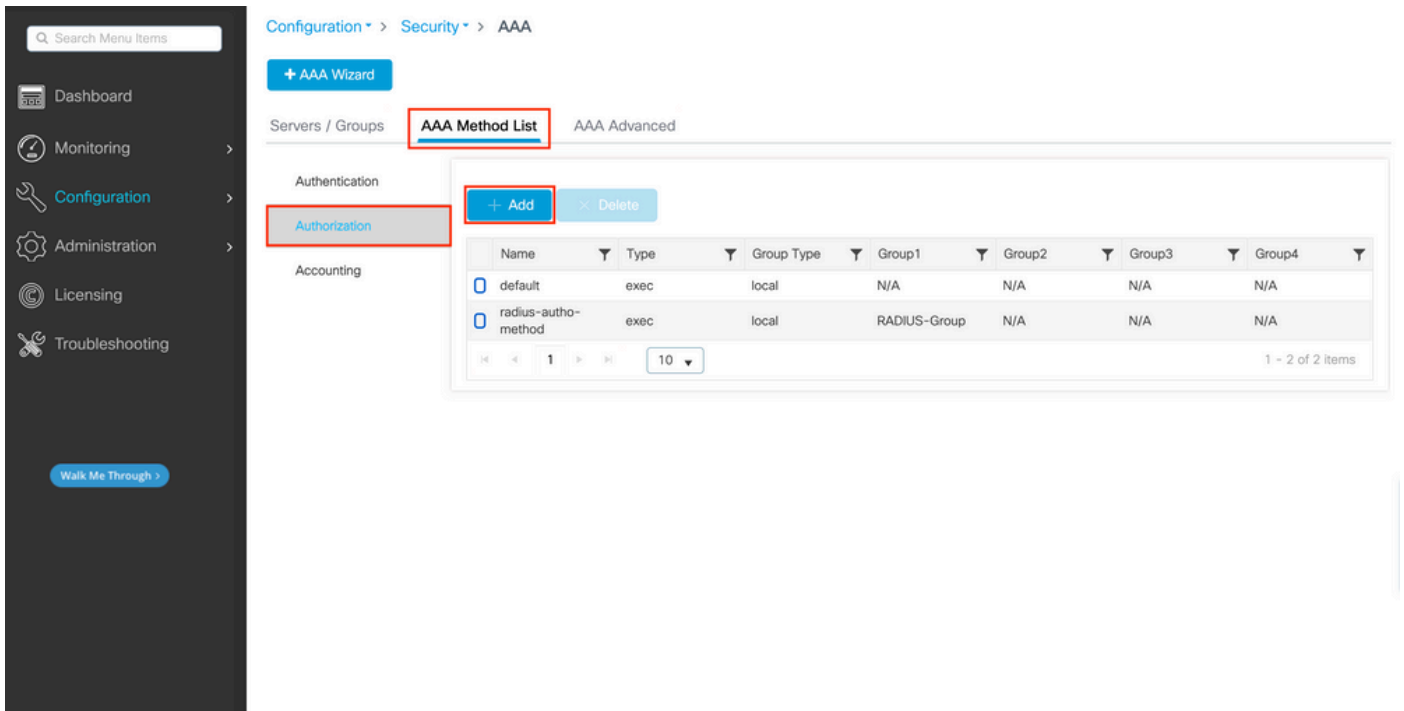 Search Menu Items
Dashboard
Monitoring
Configuration
Administration
Licensing
Troubleshooting
Walk Me Through >
Configuration > Security > AAA
+ AAA Wizard
Servers / Groups AAA Method List AAA Advanced
Authentication
Authorization
Accounting
+ Add × Delete
Name Type Group Type Group1 Group2 Group3 Group4
default exec local N/A N/A N/A N/A
radius-autho-
method exec local RADIUS-Group N/A N/A N/A
1 10 1 - 2 of 2 items